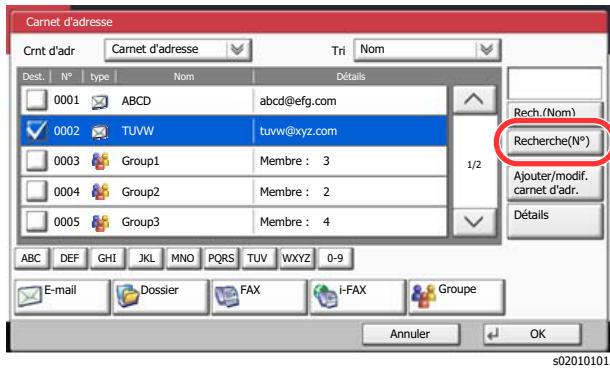 Carnet d'adresse
Crnt d'adr Carnet d'adresse Tri Nom
Dest. N° type Nom Détails
0001 ABCD abcd@efg.com
Rech.(Nom)
0002 TUVW tuvw@xyz.com
Recherche(N°)
0003 Group1 Membre : 3
1/2
Ajouter/modif.
carnet d'adr.
0004 Group2 Membre : 2
Détails
0005 Group3 Membre : 4
ABC DEF GHI JKL MNO PQRS TUV WXYZ 0-9
E-mail Dossier FAX i-FAX Groupe
Annuler OK
s02010101